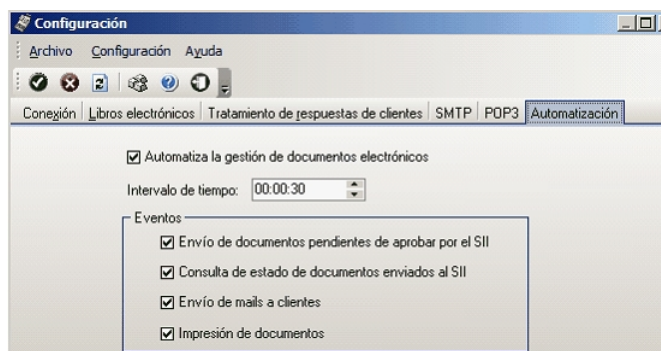 Configuración
Archivo Configuración Ayuda
Conexión Libros electrónicos Tratamiento de respuestas de clientes SMTP POP3 Automatización
Automatiza la gestión de documentos electrónicos
Intervalo de tiempo: 00:00:30
Eventos
Envío de documentos pendientes de aprobar por el SII
Consulta de estado de documentos enviados al SII
Envío de mails a clientes
Impresión de documentos